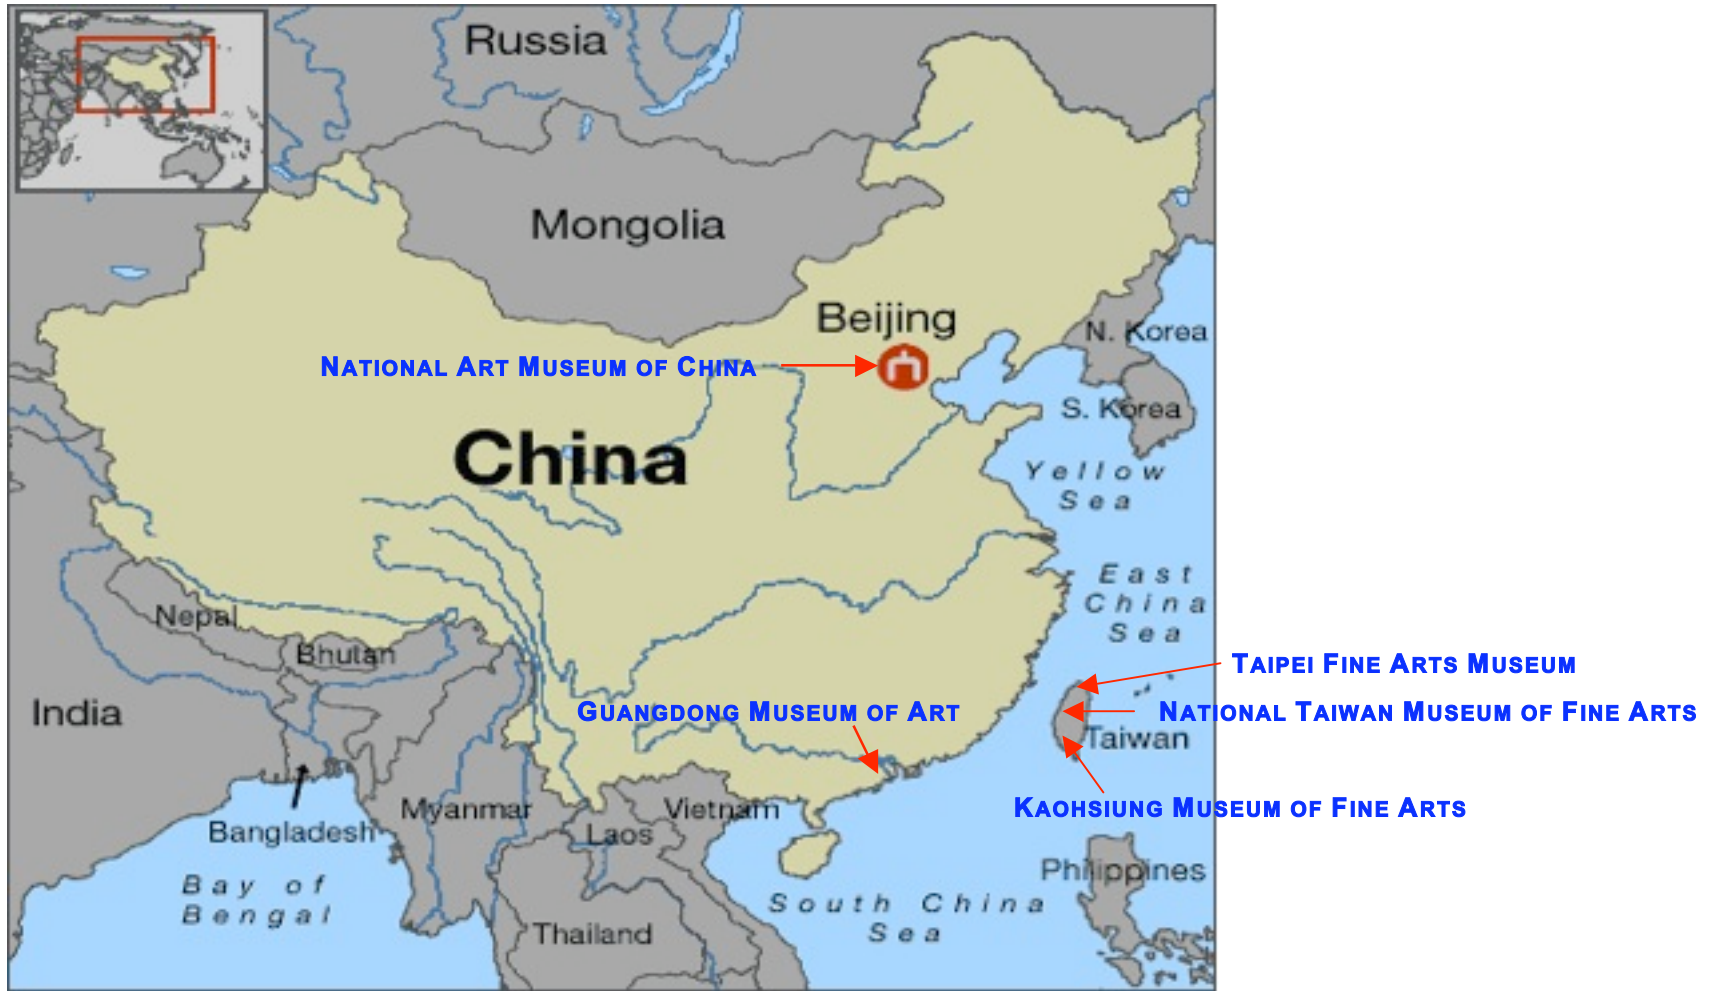 Russia
Mongolia
Beijing
N. Korea
NATIONAL ART MUSEUM OF CHINA
S. Korea
China
Yellow
Sea
East
China
Sea
Nepal
Bhutan
TAIPEI FINE ARTS MUSEUM
India
GUANGDONG MUSEUM OF ART
NATIONAL TAIWAN MUSEUM OF FINE ARTS
Taiwan
Myanmar
Vietnam
KAOHSIUNG MUSEUM OF FINE ARTS
Bangladesh
Laos
Philippines
Bay of
Bengal
South China
Sea
Thailand